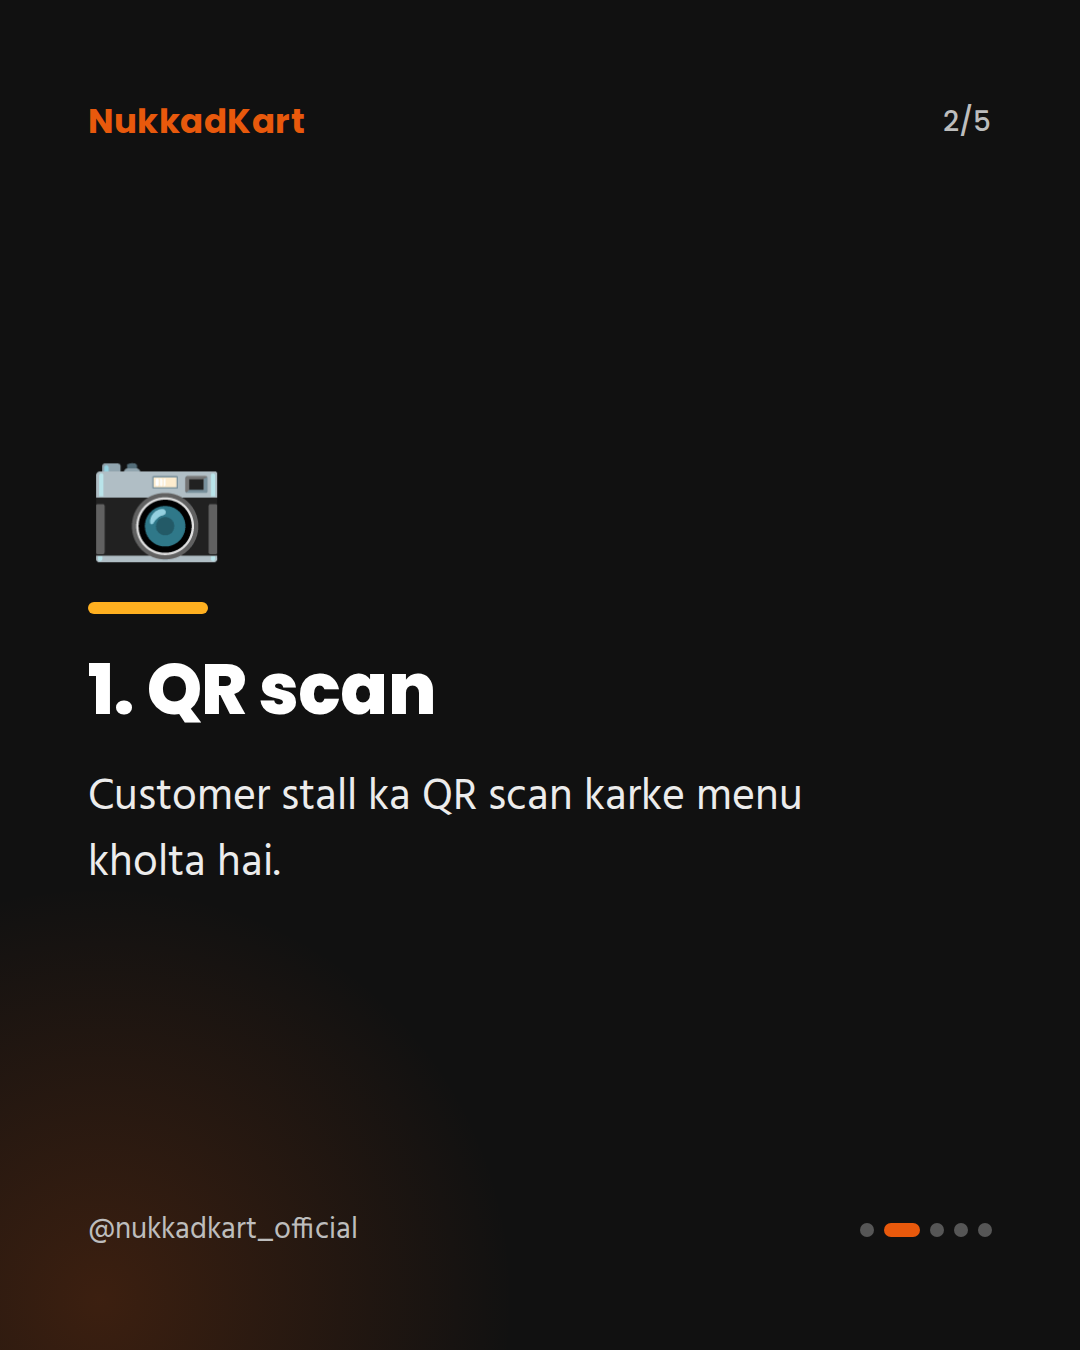 NukkadKart
2/5
1. QR scan
Customer stall ka QR scan karke menu
kholta hai.
@nukkadkart_official